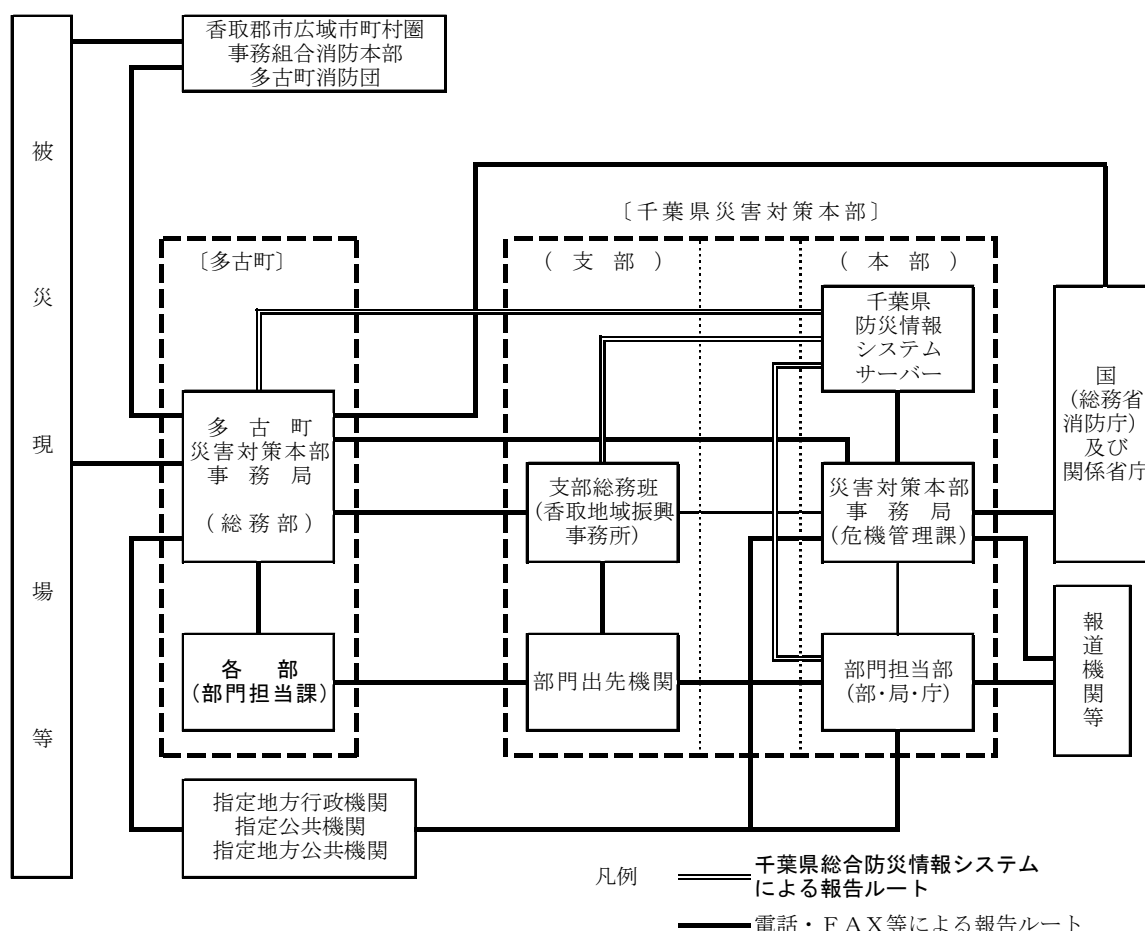 香取郡市広域市町村圏
事務組合消防本部
多古町消防団
被災現場等
〔千葉県災害対策本部〕
〔多古町〕
（支部）
（本部）
千葉県
防災情報
システム
サーバー
国
（総務省
消防庁）
及び
関係省庁
多古町
災害対策本部
事務局
（総務部）
支部総務班
（香取地域振興
事務所）
災害対策本部
事務局
（危機管理課）
各部
（部門担当課）
部門出先機関
部門担当部
（部・局・庁）
報道機関等
指定地方行政機関
指定公共機関
指定地方公共機関
凡例
千葉県総合防災情報システム
による報告ルート
電話・ＦＡＸ等による報告ルート